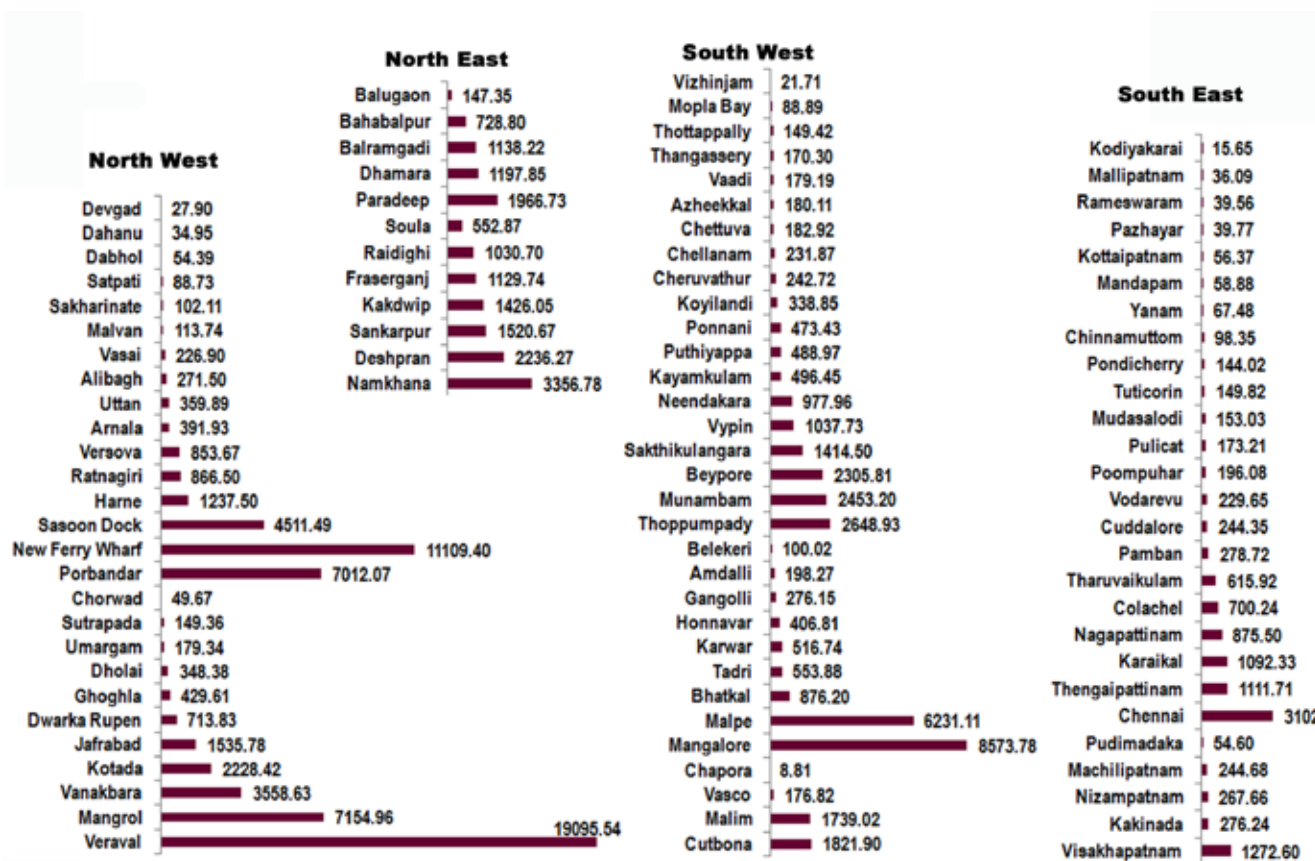 North West
Devgad 27.90
Dahanu 34.95
Dabhol 54.39
Satpati 88.73
Sakharinate 102.11
Malvan 113.74
Vasai 226.90
Alibagh 271.50
Uttan 359.89
Arnala 391.93
Versova 853.67
Ratnagiri 866.50
Harne 1237.50
Sasoon Dock 4511.49
New Ferry Wharf 11109.40
Porbandar 7012.07
Chorwad 49.67
Sutrapada 149.36
Umargam 179.34
Dholai 348.38
Ghoghla 429.61
Dwarka Rupen 713.83
Jafrabad 1535.78
Kotada 2228.42
Vanakbara 3558.63
Mangrol 7154.96
Veraval 19095.54
North East
Balugaon 147.35
Bahabalpur 728.80
Balramgadi 1138.22
Dhamara 1197.85
Paradeep 1966.73
Soula 552.87
Raidighi 1030.70
Fraserganj 1129.74
Kakdwip 1426.05
Sankarpur 1520.67
Deshpran 2236.27
Namkhana 3356.78
South West
Vizhinjam 21.71
Mopla Bay 88.89
Thottappally 149.42
Thangassery 170.30
Vaadi 179.19
Azheekkal 180.11
Chettuva 182.92
Chellanam 231.87
Cheruvathur 242.72
Koyilandi 338.85
Ponnani 473.43
Puthiyappa 488.97
Kayamkulam 496.45
Neendakara 977.96
Vypin 1037.73
Sakthikulangara 1414.50
Beypore 2305.81
Munambam 2453.20
Thoppumpady 2648.93
Belekeri 100.02
Amdalli 198.27
Gangolli 276.15
Honnavar 406.81
Karwar 516.74
Tadri 553.88
Bhatkal 876.20
Malpe 6231.11
Mangalore 8573.78
Chapora 8.81
Vasco 176.82
Malim 1739.02
Cutbona 1821.90
South East
Kodiyakarai 15.65
Mallipatnam 36.09
Rameswaram 39.56
Pazhayar 39.77
Kottaipatnam 56.37
Mandapam 58.88
Yanam 67.48
Chinnamuttom 98.35
Pondicherry 144.02
Tuticorin 149.82
Mudasalodi 153.03
Pulicat 173.21
Poompuhar 196.08
Vodarevu 229.65
Cuddalore 244.35
Pamban 278.72
Tharuvaikulam 615.92
Colachel 700.24
Nagapattinam 875.50
Karaikal 1092.33
Thengaipattinam 1111.71
Chennai 3102
Pudimadaka 54.60
Machilipatnam 244.68
Nizampatnam 267.66
Kakinada 276.24
Visakhapatnam 1272.60